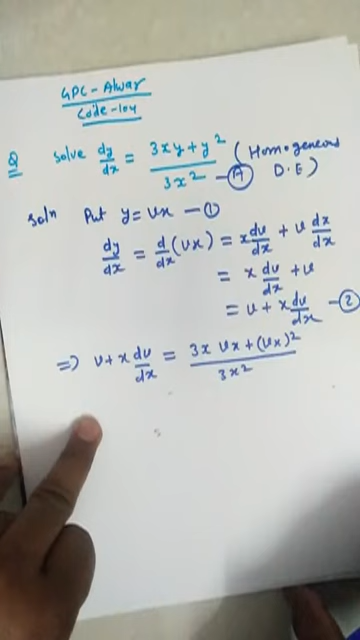 GPC-Alwar
Code-104
Q Solve dy/dx = (3xy+y²)/3x² —Ⓐ (Homogeneous D.E)
Soln Put y = vx —①
dy/dx = d/dx (vx) = x dv/dx + v dx/dx
= x dv/dx + v
= v + x dv/dx —②
=> v+x dv/dx = (3x vx+(vx)²)/3x²